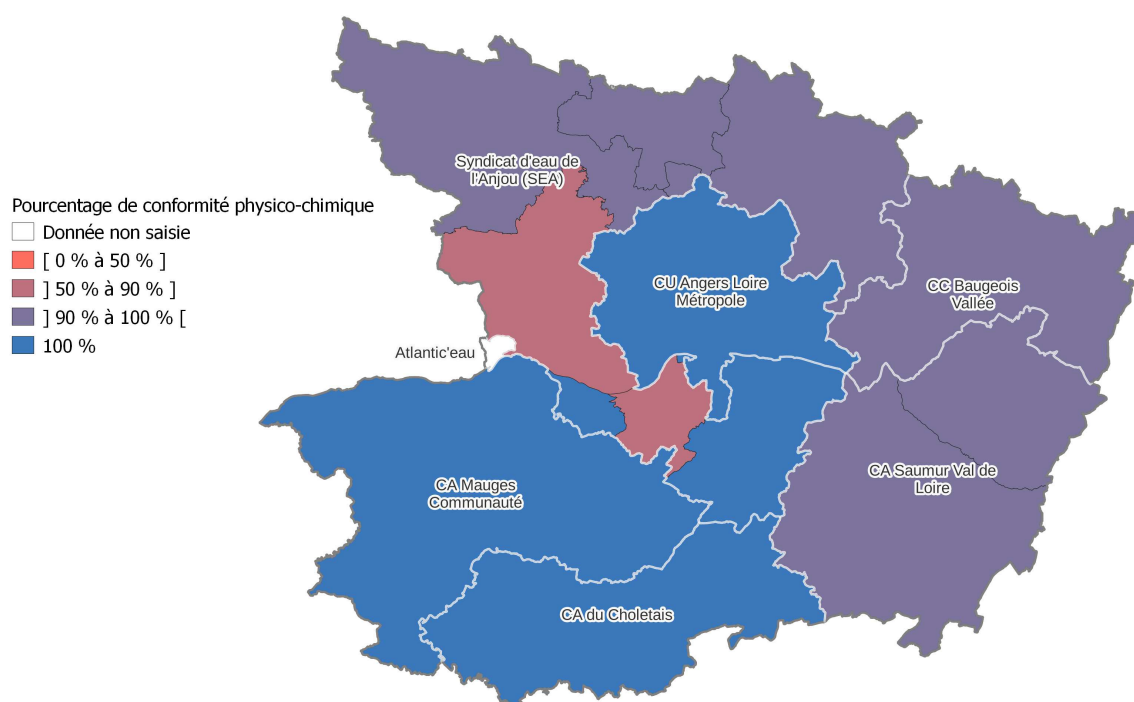 Pourcentage de conformité physico-chimique
Donnée non saisie
[ 0 % à 50 % ]
] 50 % à 90 % ]
] 90 % à 100 % [
100 %
Syndicat d'eau de
l'Anjou (SEA)
CU Angers Loire
Métropole
CC Baugeois
Vallée
Atlantic'eau
CA Saumur Val de
Loire
CA Mauges
Communauté
CA du Choletais